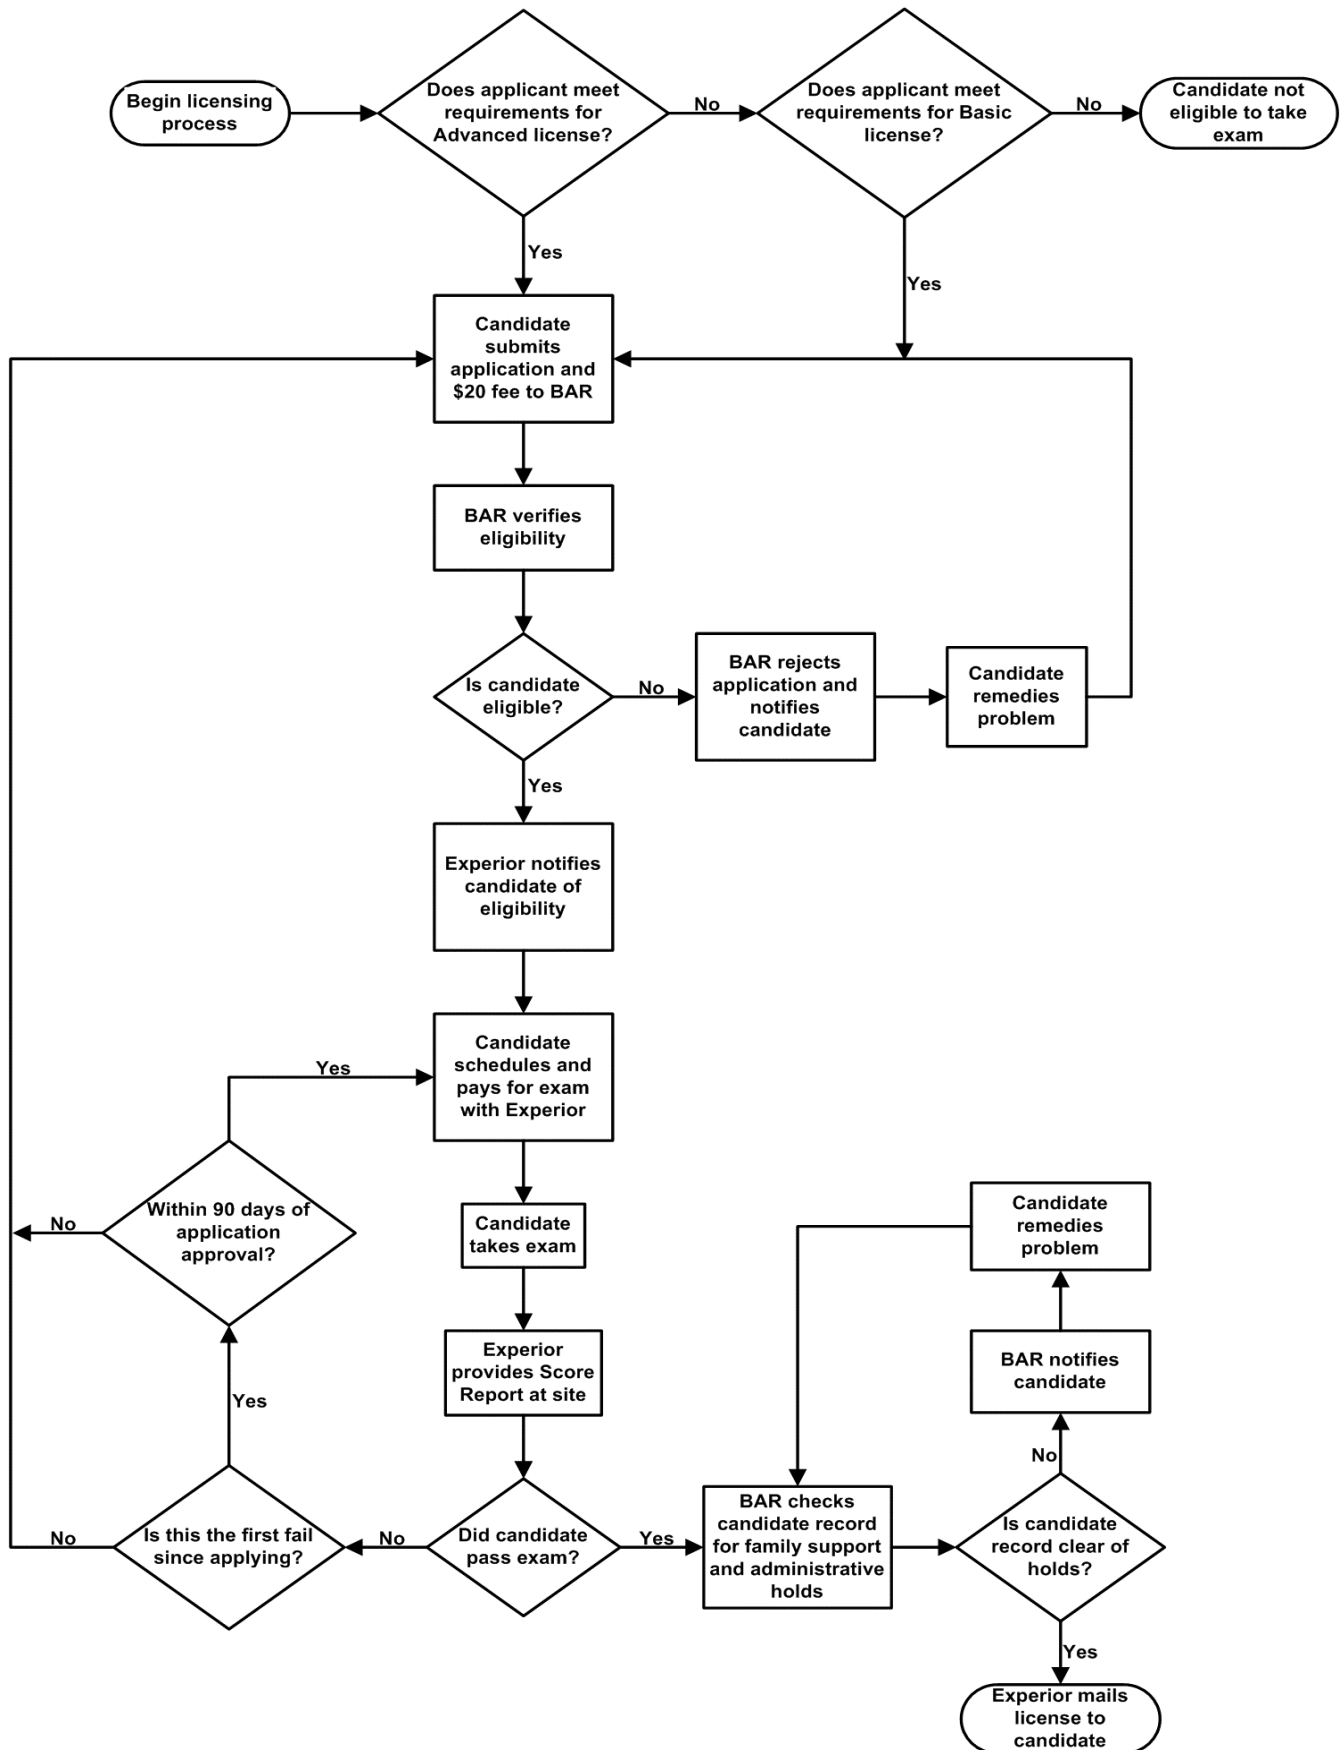 Begin licensing
process
Does applicant meet
requirements for
Advanced license?
No
Does applicant meet
requirements for Basic
license?
No
Candidate not
eligible to take
exam
Yes
Yes
Candidate
submits
application and
$20 fee to BAR
BAR verifies
eligibility
Is candidate
eligible?
No
BAR rejects
application and
notifies
candidate
Candidate
remedies
problem
Yes
Experior notifies
candidate of
eligibility
Candidate
schedules and
pays for exam
with Experior
Yes
Within 90 days of
application
approval?
No
Candidate
takes exam
Candidate
remedies
problem
Experior
provides Score
Report at site
BAR notifies
candidate
Yes
No
Is this the first fail
since applying?
No
No
Did candidate
pass exam?
Yes
BAR checks
candidate record
for family support
and administrative
holds
Is candidate
record clear of
holds?
Yes
Experior mails
license to
candidate